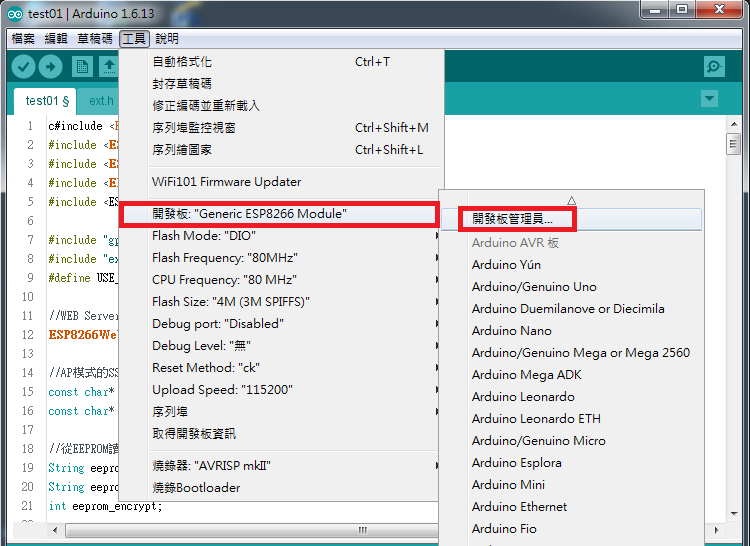 test01 | Arduino 1.6.13
檔案 編輯 草稿碼 工具 說明
自動格式化 Ctrl+T
封存草稿碼
修正編碼並重新載入
序列埠監控視窗 Ctrl+Shift+M
序列繪圖家 Ctrl+Shift+L
WiFi101 Firmware Updater
開發板: "Generic ESP8266 Module"
Flash Mode: "DIO"
Flash Frequency: "80MHz"
CPU Frequency: "80 MHz"
Flash Size: "4M (3M SPIFFS)"
Debug port: "Disabled"
Debug Level: "無"
Reset Method: "ck"
Upload Speed: "115200"
序列埠
取得開發板資訊
燒錄器: "AVRISP mkII"
燒錄Bootloader
開發板管理員...
Arduino AVR 板
Arduino Yún
Arduino/Genuino Uno
Arduino Duemilanove or Diecimila
Arduino Nano
Arduino/Genuino Mega or Mega 2560
Arduino Mega ADK
Arduino Leonardo
Arduino Leonardo ETH
Arduino/Genuino Micro
Arduino Esplora
Arduino Mini
Arduino Ethernet
Arduino Fio
test01 § ext.h
1 c#include <
2 #include <ES
3 #include <ES
4 #include <E
5 #include <ES
6
7 #include "gp
8 #include "ex
9 #define USE_
10
11 //WEB Server
12 ESP8266We
13
14 //AP模式的SS
15 const char*
16 const char*
17
18 //從EEPROM讀
19 String eepro
20 String eepro
21 int eeprom_encrypt;